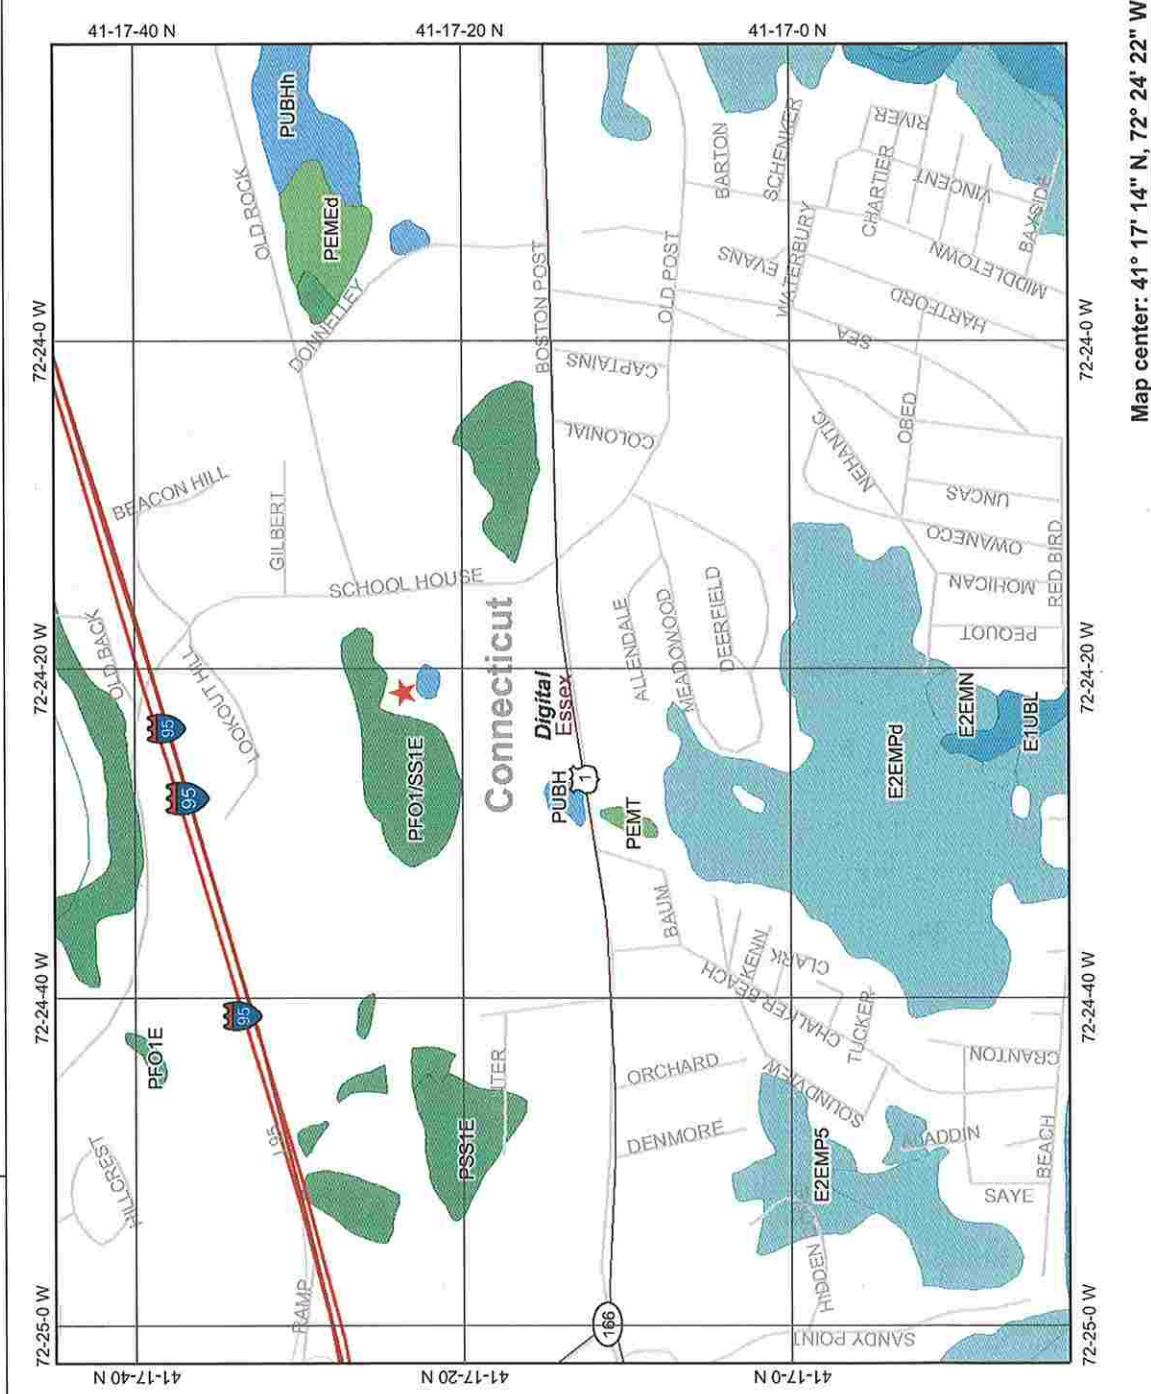 41-17-40 N
41-17-20 N
41-17-0 N
72-24-0 W
72-24-20 W
72-24-40 W
72-25-0 W
72-24-0 W
72-24-20 W
72-24-40 W
72-25-0 W
41-17-40 N
41-17-20 N
41-17-0 N
Map center: 41° 17' 14" N, 72° 24' 22" W
PUBHh
PEMEd
OLD ROCK
DONNELLEY
BEACON HILL
GILBERT
SCHOOL HOUSE
OLD BACK
LOOKOUT HILL
95
95
95
I-95
PFO1/SS1E
Connecticut
Digital
Essex
PUBH
1
PEMT
PFO1E
PSS1E
HILLCREST
RAMP
166
BOSTON POST
CAPTAINS
COLONIAL
OLD POST
BARTON
SCHENKER
EVANS
WATERBURY
RIVER
CHARTIER
VINCENT
BAYSIDE
MIDDLETOWN
HARTFORD
SEA
OBED
NEHANTIC
UNCAS
OWANECO
MOHICAN
RED BIRD
PEQUOT
ALLENDALE
MEADOWOOD
DEERFIELD
E2EMPd
E2EMN
E1UBL
BAUM
KENN
CLARK
CHALKER BEACH
TUCKER
ORCHARD
DENMORE
SOUNDVIEW
CRANTON
BEACH
SAYE
E2EMP5
HIDDEN
SANDY POINT